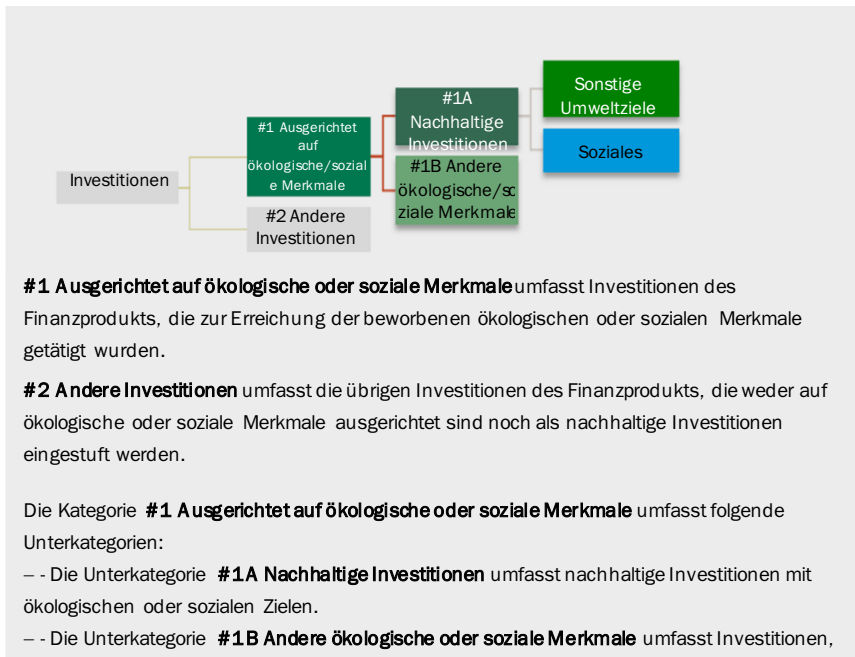 Investitionen
#1 Ausgerichtet
auf
ökologische/sozial
e Merkmale
#2 Andere
Investitionen
#1A
Nachhaltige
Investitionen
#1B Andere
ökologische/so
ziale Merkmale
Sonstige
Umweltziele
Soziales
#1 Ausgerichtet auf ökologische oder soziale Merkmale umfasst Investitionen des
Finanzprodukts, die zur Erreichung der beworbenen ökologischen oder sozialen Merkmale
getätigt wurden.
#2 Andere Investitionen umfasst die übrigen Investitionen des Finanzprodukts, die weder auf
ökologische oder soziale Merkmale ausgerichtet sind noch als nachhaltige Investitionen
eingestuft werden.
Die Kategorie #1 Ausgerichtet auf ökologische oder soziale Merkmale umfasst folgende
Unterkategorien:
– - Die Unterkategorie #1A Nachhaltige Investitionen umfasst nachhaltige Investitionen mit
ökologischen oder sozialen Zielen.
– - Die Unterkategorie #1B Andere ökologische oder soziale Merkmale umfasst Investitionen,